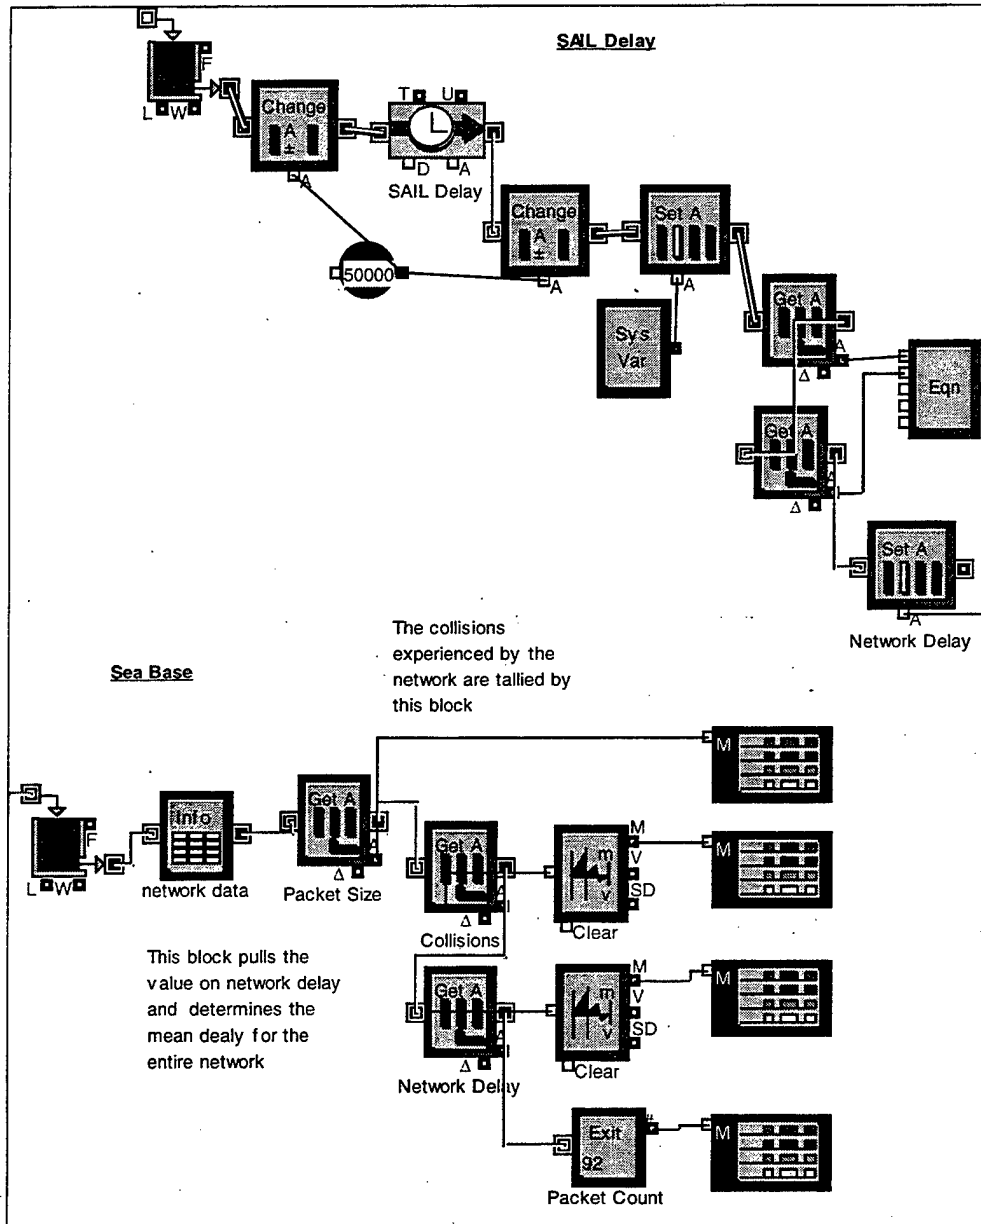 SAIL Delay
F
L W
Change
A
±
A
T U
D A
SAIL Delay
Change
A
±
A
50000
Set A
A
Sys
Var
Get A
A
Δ
Eqn
Get A
A
Δ
Set A
A
Network Delay
The collisions
experienced by the
network are tallied by
this block
Sea Base
F
L W
Info
network data
Get A
A
Δ
Packet Size
M
Get A
A
Δ
Collisions
m
v
M
V
SD
Clear
M
This block pulls the
value on network delay
and determines the
mean dealy for the
entire network
Get A
A
Δ
Network Delay
m
v
M
V
SD
Clear
M
Exit
92
#
Packet Count
M